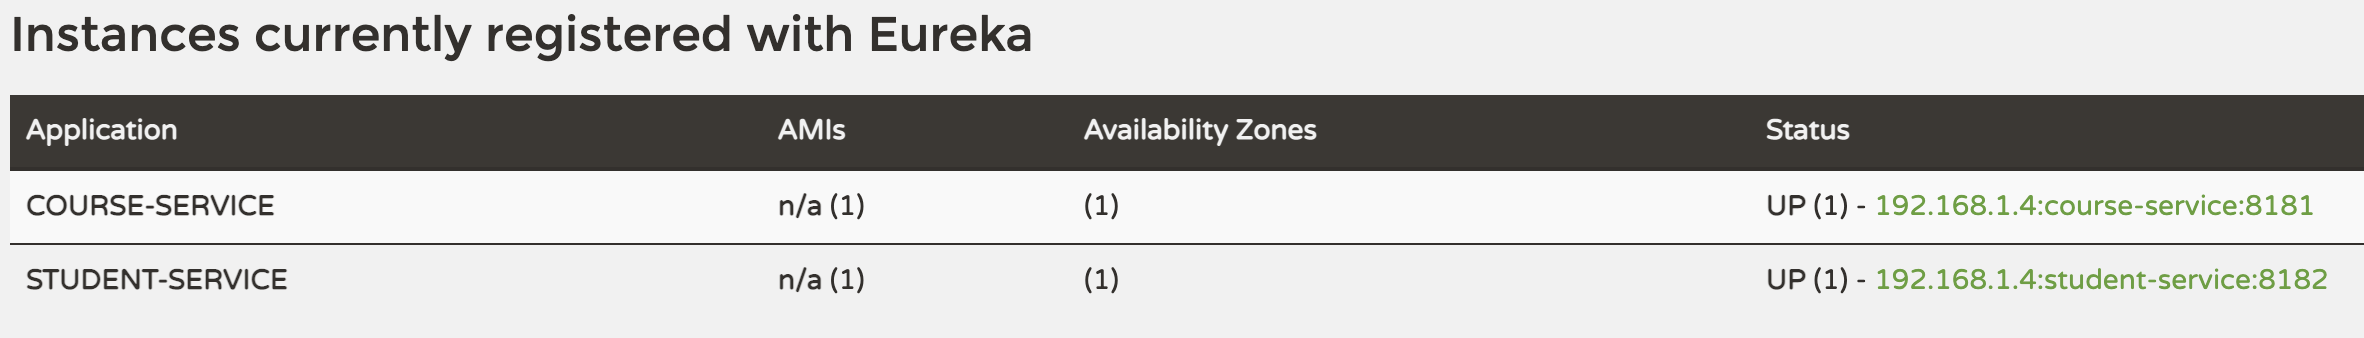 Instances currently registered with Eureka
Application AMIs Availability Zones Status
COURSE-SERVICE n/a (1) (1) UP (1) - 192.168.1.4:course-service:8181
STUDENT-SERVICE n/a (1) (1) UP (1) - 192.168.1.4:student-service:8182